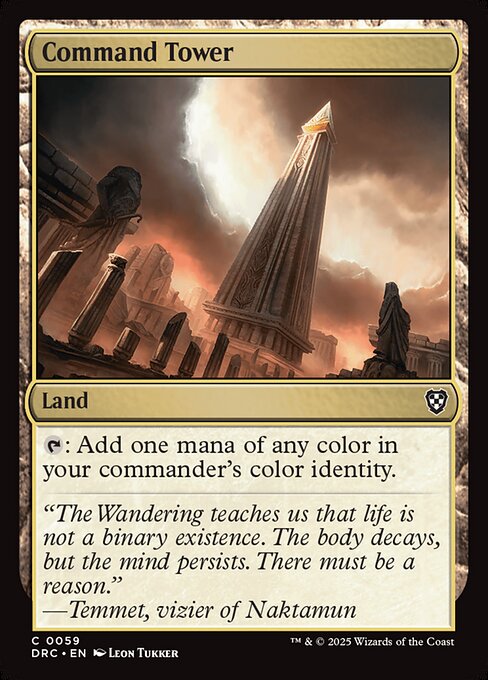 Command Tower
Land
: Add one mana of any color in
your commander’s color identity.
“The Wandering teaches us that life is
not a binary existence. The body decays,
but the mind persists. There must be a
reason.”
—Temmet, vizier of Naktamun
C 0059
DRC • EN Leon Tukker
™ & © 2025 Wizards of the Coast